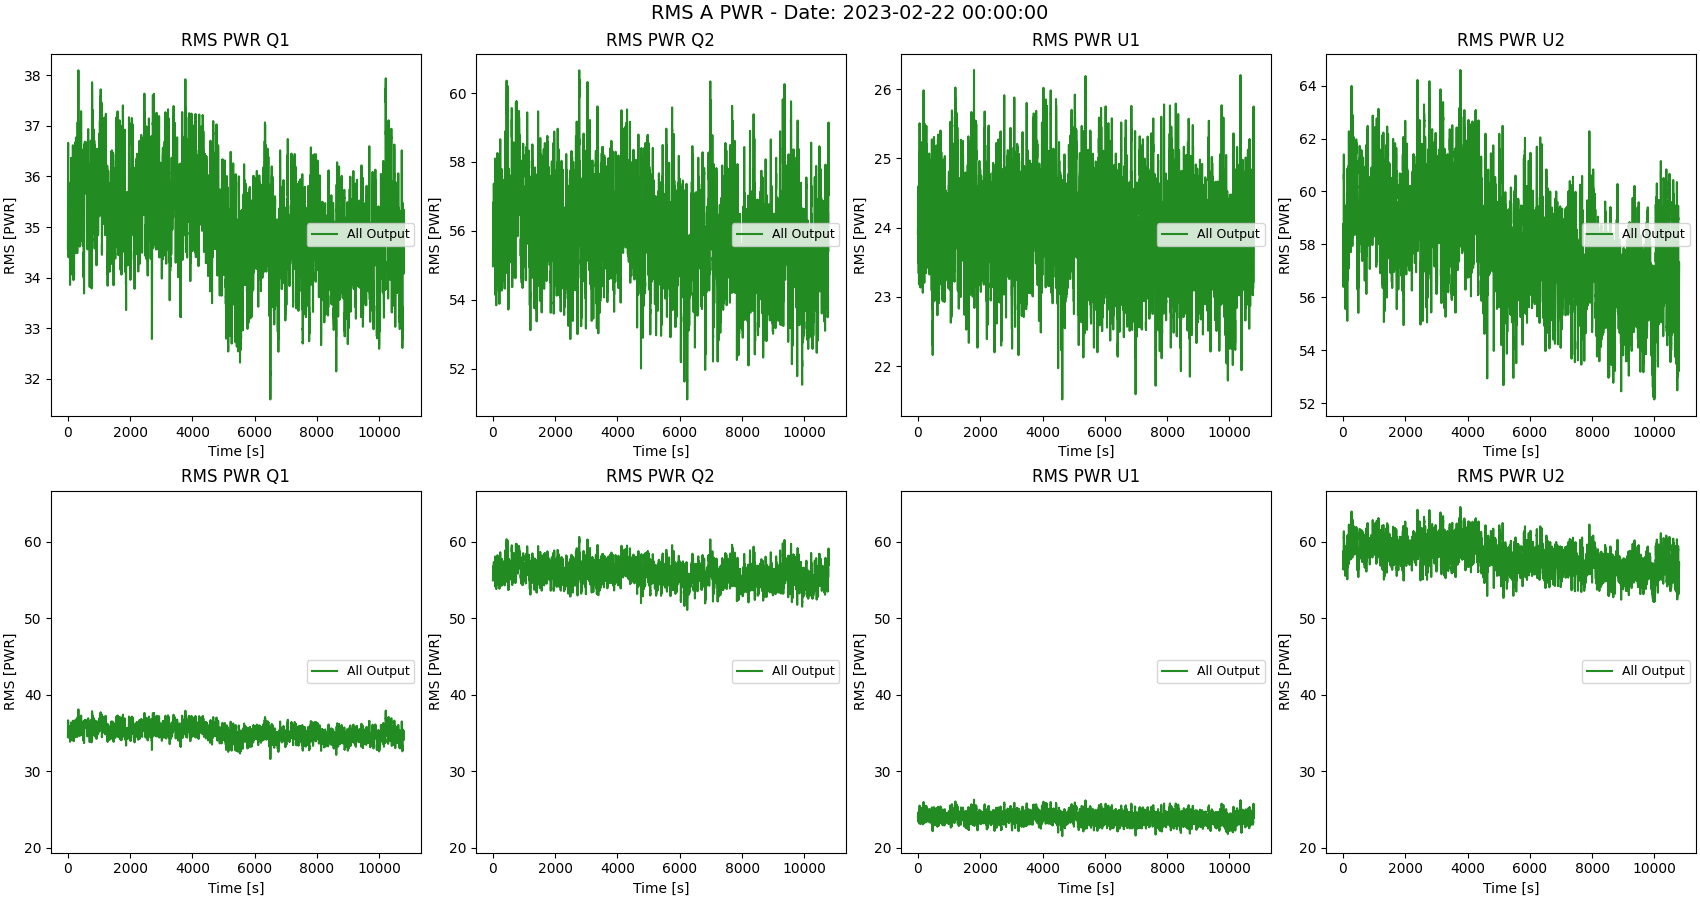 RMS A PWR - Date: 2023-02-22 00:00:00
RMS PWR Q1
RMS PWR Q2
RMS PWR U1
RMS PWR U2
RMS [PWR]
38
37
36
35
34
33
32
All Output
0 2000 4000 6000 8000 10000
Time [s]
RMS [PWR]
60
58
56
54
52
All Output
0 2000 4000 6000 8000 10000
Time [s]
RMS [PWR]
26
25
24
23
22
All Output
0 2000 4000 6000 8000 10000
Time [s]
RMS [PWR]
64
62
60
58
56
54
52
All Output
0 2000 4000 6000 8000 10000
Time [s]
RMS PWR Q1
RMS PWR Q2
RMS PWR U1
RMS PWR U2
RMS [PWR]
60
50
40
30
20
All Output
0 2000 4000 6000 8000 10000
Time [s]
RMS [PWR]
60
50
40
30
20
All Output
0 2000 4000 6000 8000 10000
Time [s]
RMS [PWR]
60
50
40
30
20
All Output
0 2000 4000 6000 8000 10000
Time [s]
RMS [PWR]
60
50
40
30
20
All Output
0 2000 4000 6000 8000 10000
Time [s]